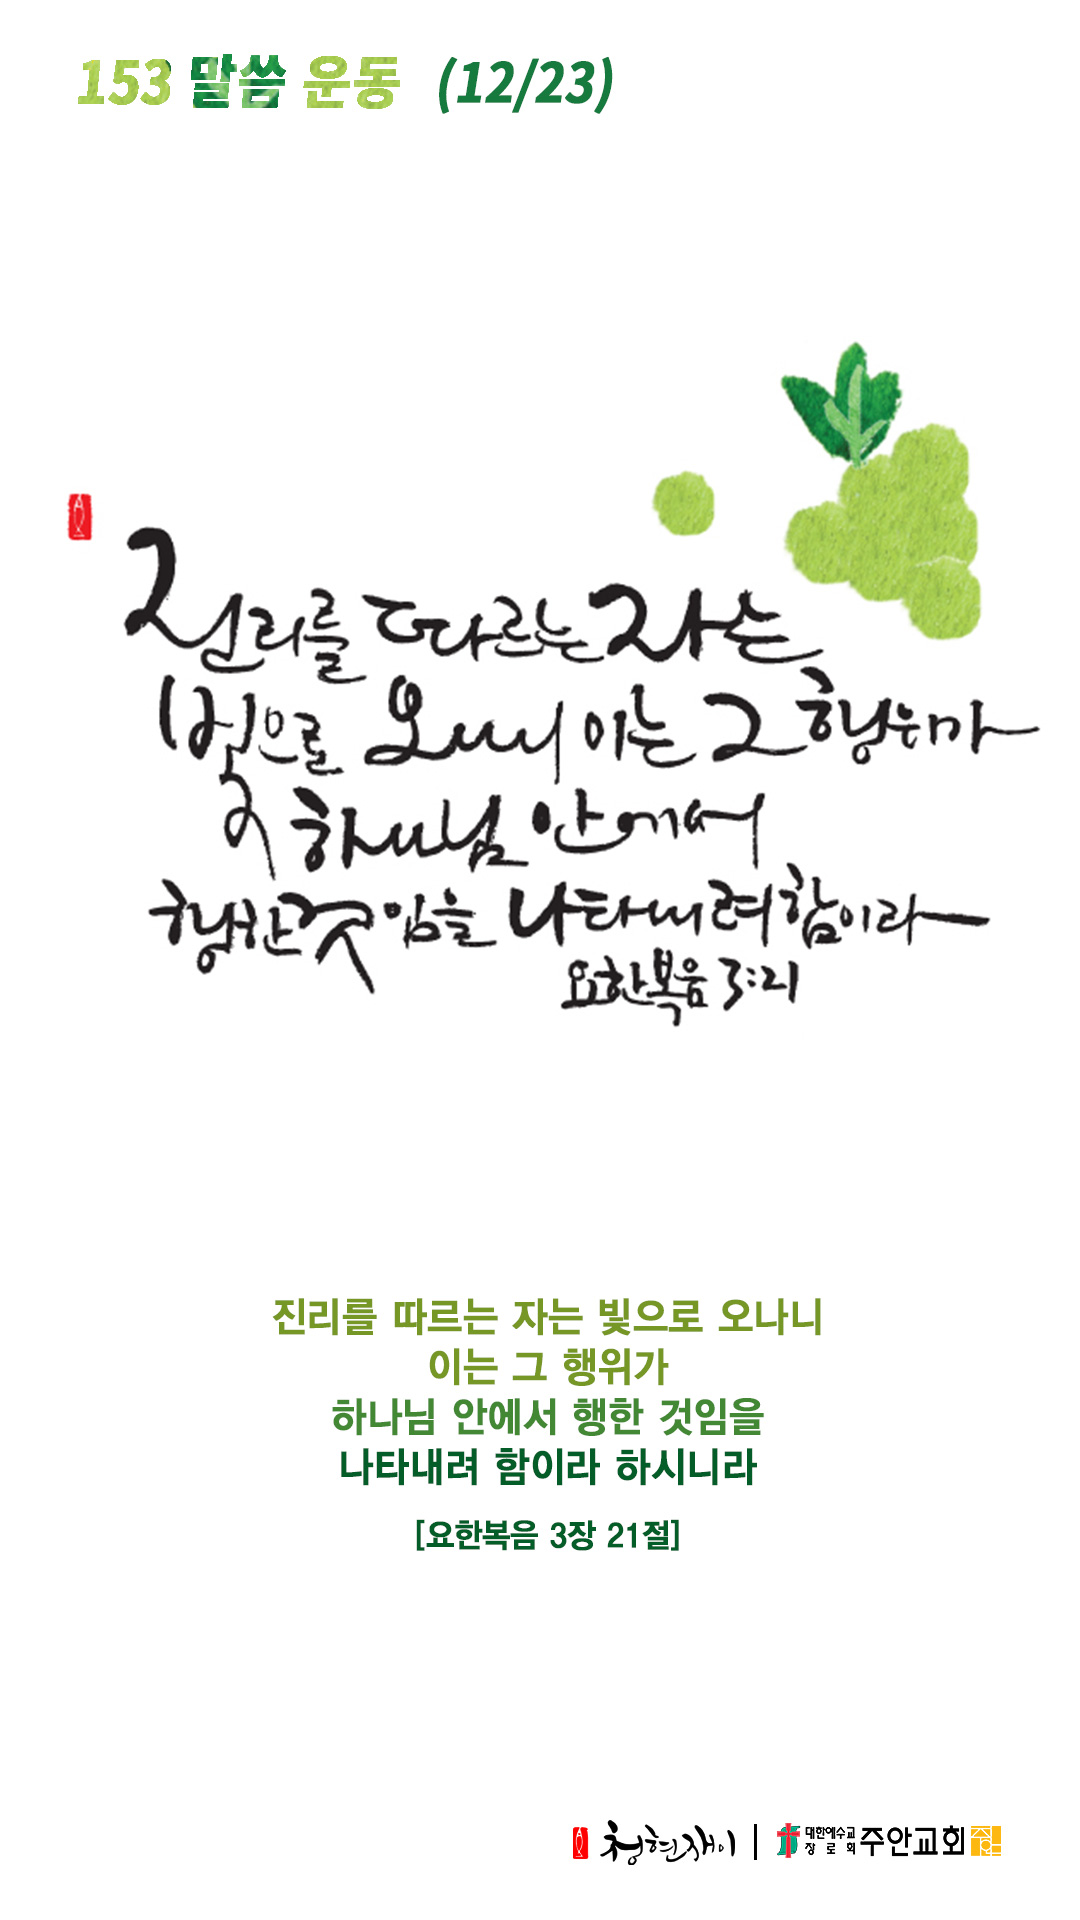 153 말씀 운동 (12/23)
진리를 따르는 자는
빛으로 오나니 이는 그 행위가
하나님 안에서
행한 것임을 나타내려 함이라
요한복음 3:21
진리를 따르는 자는 빛으로 오나니
이는 그 행위가
하나님 안에서 행한 것임을
나타내려 함이라 하시니라
[요한복음 3장 21절]
청현재이 | 대한예수교 장로회 주안교회